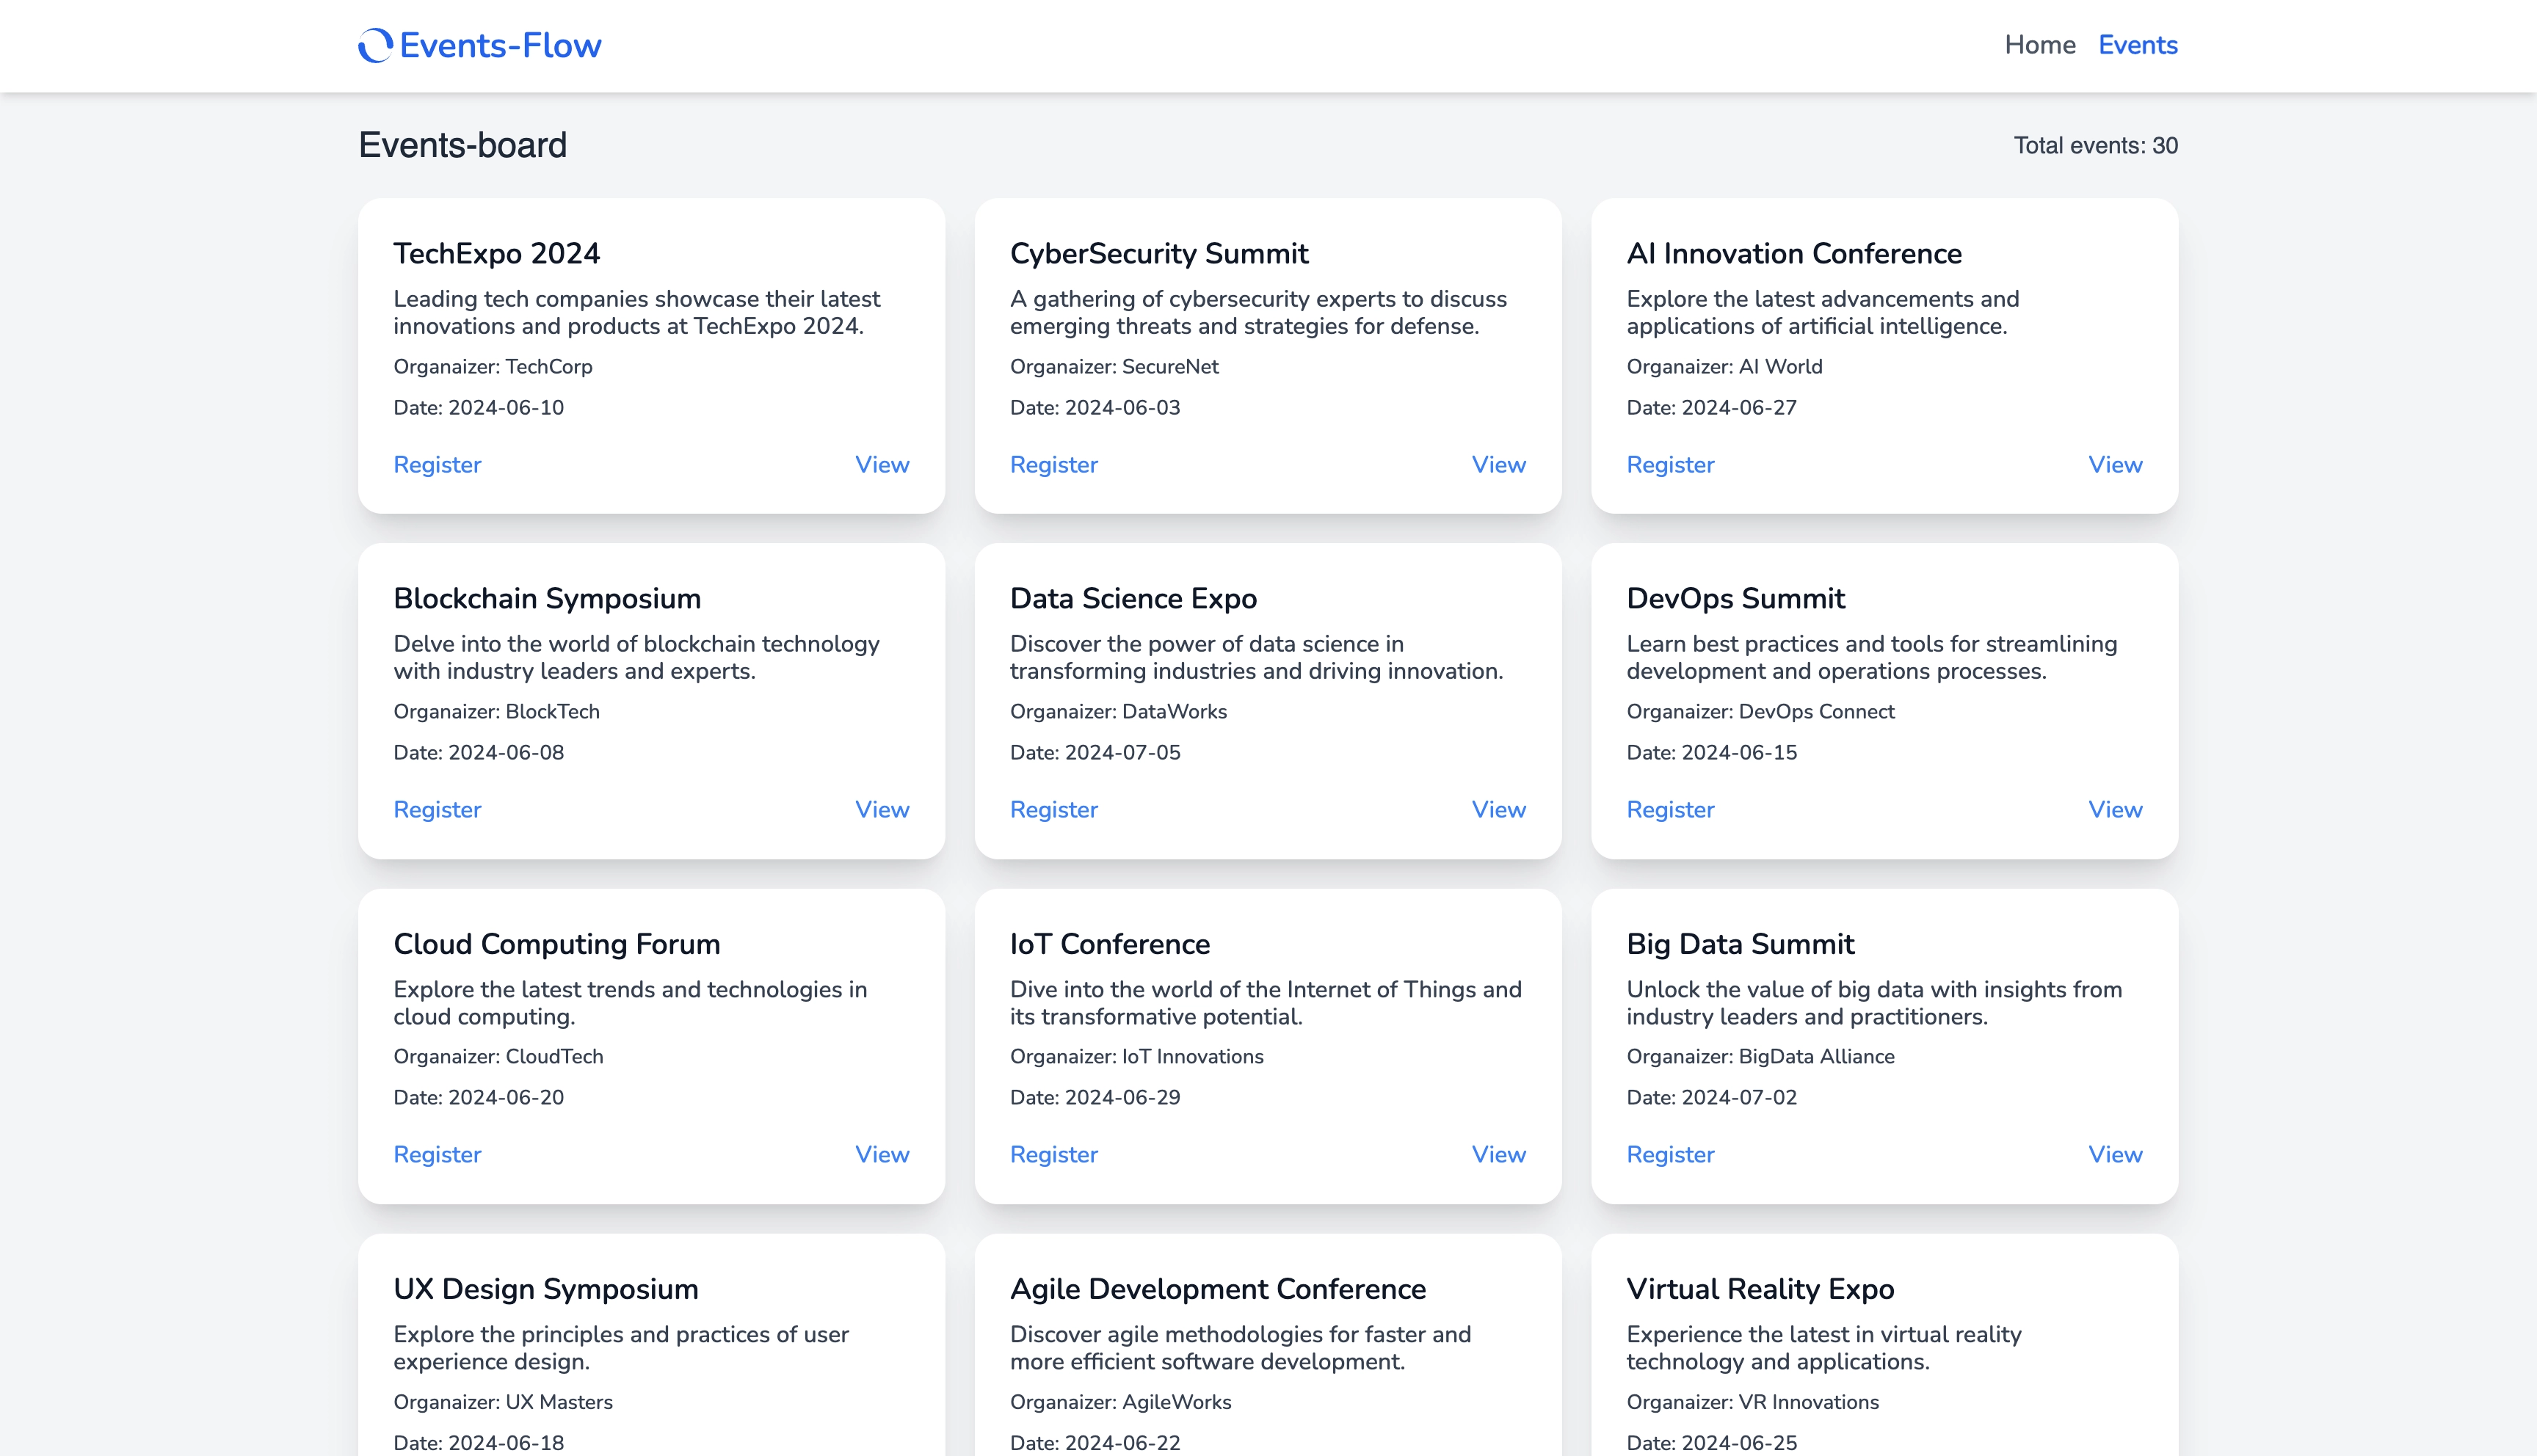 Events-Flow
Home
Events
Events-board
Total events: 30
TechExpo 2024
Leading tech companies showcase their latest
innovations and products at TechExpo 2024.
Organaizer: TechCorp
Date: 2024-06-10
Register
View
CyberSecurity Summit
A gathering of cybersecurity experts to discuss
emerging threats and strategies for defense.
Organaizer: SecureNet
Date: 2024-06-03
Register
View
AI Innovation Conference
Explore the latest advancements and
applications of artificial intelligence.
Organaizer: AI World
Date: 2024-06-27
Register
View
Blockchain Symposium
Delve into the world of blockchain technology
with industry leaders and experts.
Organaizer: BlockTech
Date: 2024-06-08
Register
View
Data Science Expo
Discover the power of data science in
transforming industries and driving innovation.
Organaizer: DataWorks
Date: 2024-07-05
Register
View
DevOps Summit
Learn best practices and tools for streamlining
development and operations processes.
Organaizer: DevOps Connect
Date: 2024-06-15
Register
View
Cloud Computing Forum
Explore the latest trends and technologies in
cloud computing.
Organaizer: CloudTech
Date: 2024-06-20
Register
View
IoT Conference
Dive into the world of the Internet of Things and
its transformative potential.
Organaizer: IoT Innovations
Date: 2024-06-29
Register
View
Big Data Summit
Unlock the value of big data with insights from
industry leaders and practitioners.
Organaizer: BigData Alliance
Date: 2024-07-02
Register
View
UX Design Symposium
Explore the principles and practices of user
experience design.
Organaizer: UX Masters
Date: 2024-06-18
Agile Development Conference
Discover agile methodologies for faster and
more efficient software development.
Organaizer: AgileWorks
Date: 2024-06-22
Virtual Reality Expo
Experience the latest in virtual reality
technology and applications.
Organaizer: VR Innovations
Date: 2024-06-25